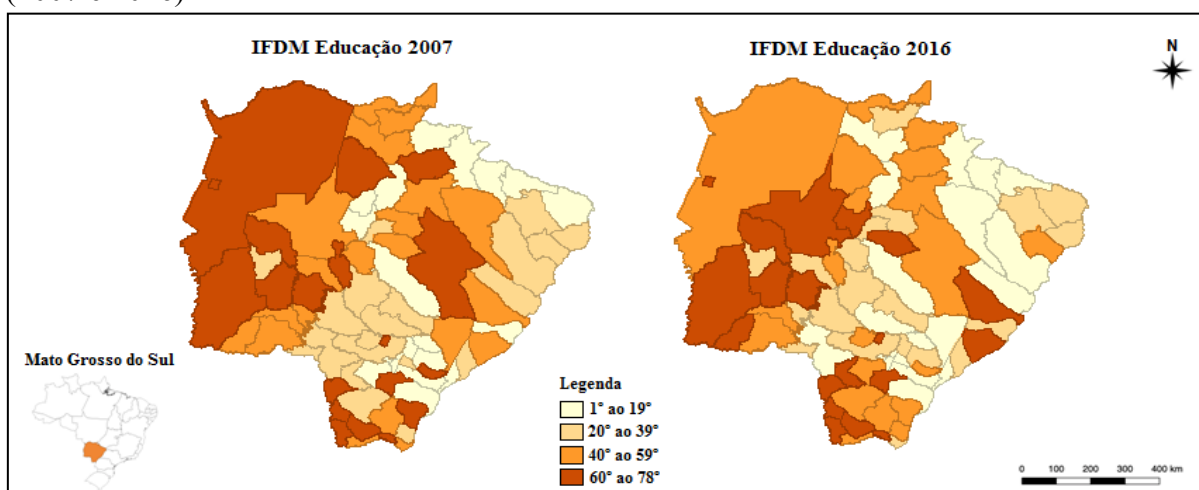 IFDM Educação 2007
IFDM Educação 2016
N
Mato Grosso do Sul
Legenda
1° ao 19°
20° ao 39°
40° ao 59°
60° ao 78°
0 100 200 300 400 km